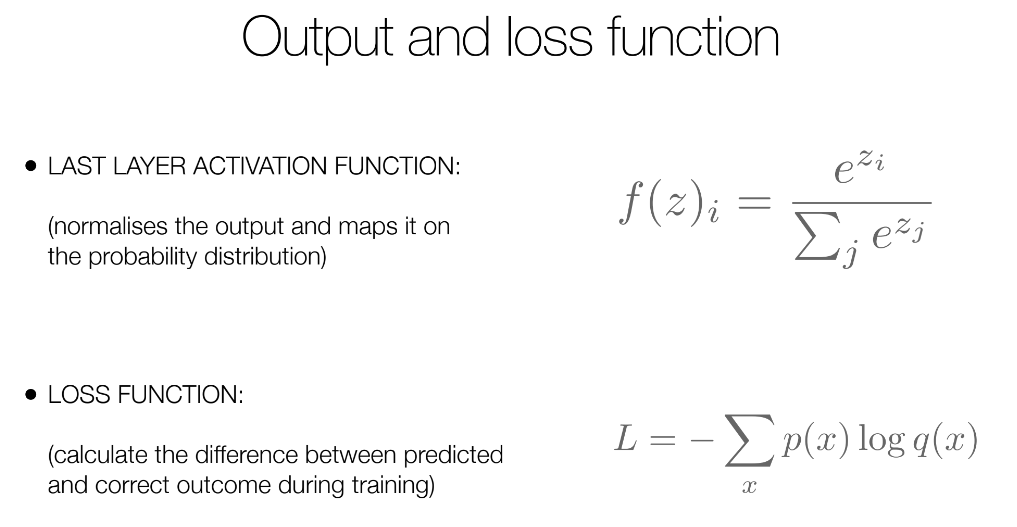 Output and loss function
• LAST LAYER ACTIVATION FUNCTION:
(normalises the output and maps it on
the probability distribution)
f(z)_i = \frac{e^{z_i}}{\sum_j e^{z_j}}
• LOSS FUNCTION:
(calculate the difference between predicted
and correct outcome during training)
L = -\sum_x p(x) \log q(x)